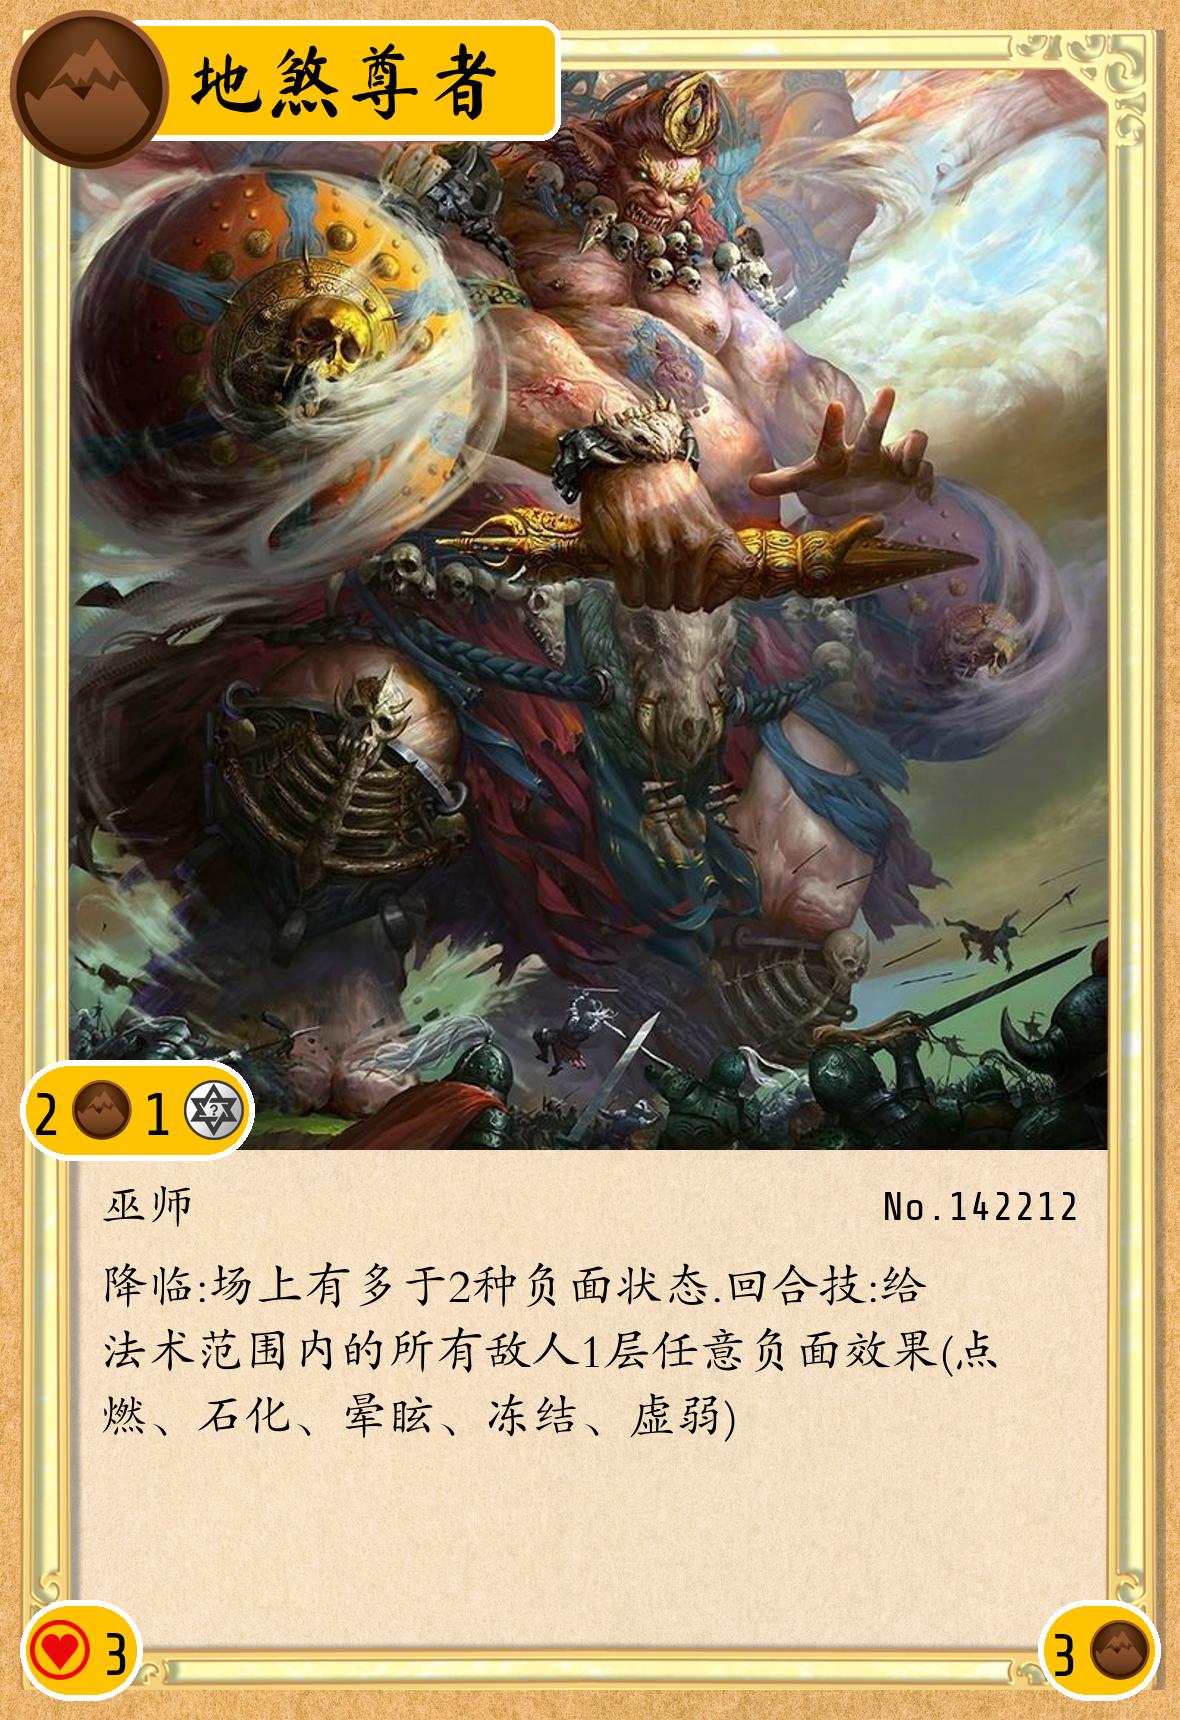 地煞尊者
2 1 ?
巫师 No.142212
降临:场上有多于2种负面状态.回合技:给
法术范围内的所有敌人1层任意负面效果(点
燃、石化、晕眩、冻结、虚弱)
3 3